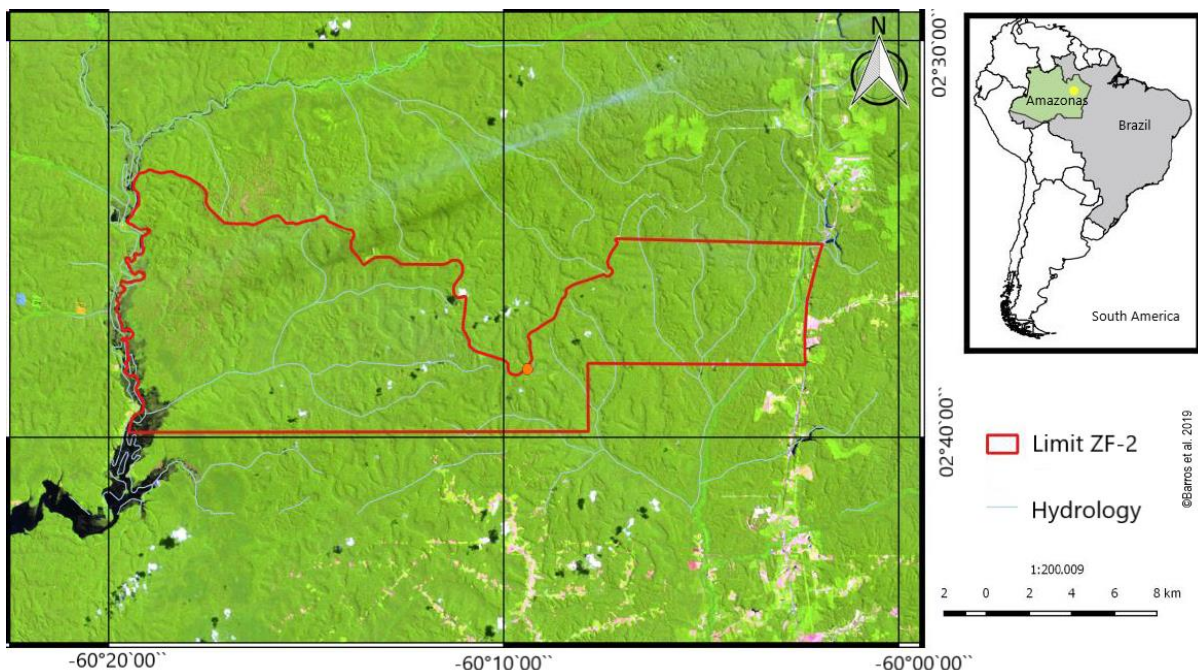 N
02°30'00``
02°40'00``
-60°20'00``
-60°10'00``
-60°00'00``
Amazonas
Brazil
South America
Limit ZF-2
Hydrology
1:200.009
2 0 2 4 6 8 km
©Barros et al. 2019